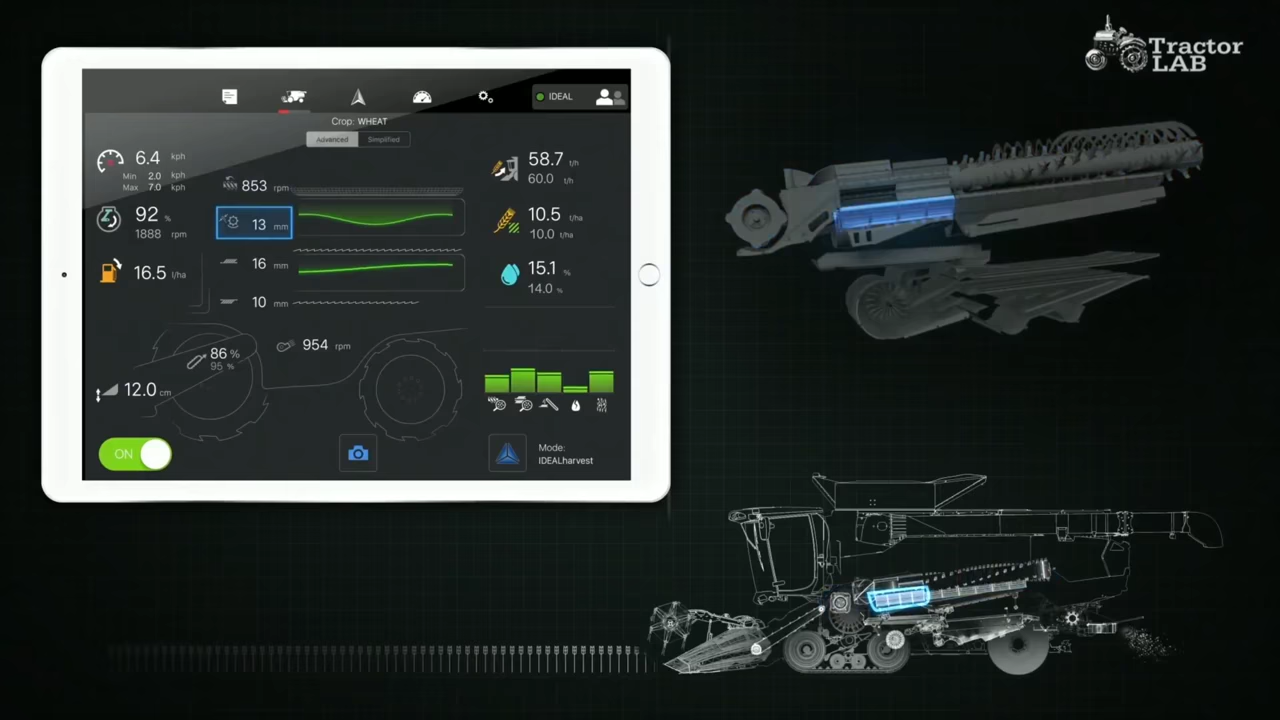 Tractor
LAB
IDEAL
Crop: WHEAT
Advanced Simplified
6.4 kph
Min 2.0 kph
Max 7.0 kph
92 %
1888 rpm
16.5 l/ha
853 rpm
13 mm
16 mm
10 mm
58.7 t/h
60.0 t/h
10.5 t/ha
10.0 t/ha
15.1 %
14.0 %
86 %
95 %
954 rpm
12.0 cm
ON
Mode:
IDEALharvest